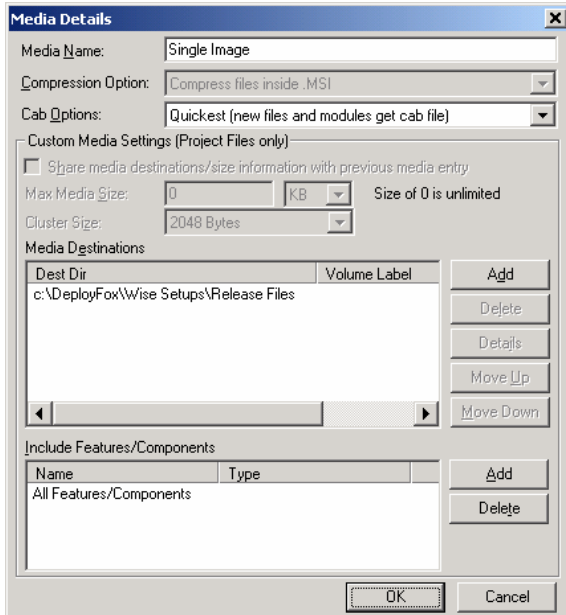 Media Details
Media Name: Single Image
Compression Option: Compress files inside .MSI
Cab Options: Quickest (new files and modules get cab file)
Custom Media Settings (Project Files only)
Share media destinations/size information with previous media entry
Max Media Size: 0 KB Size of 0 is unlimited
Cluster Size: 2048 Bytes
Media Destinations
Dest Dir Volume Label Add
c:\DeployFox\Wise Setups\Release Files
Delete
Details
Move Up
Move Down
Include Features/Components
Name Type Add
All Features/Components
Delete
OK Cancel